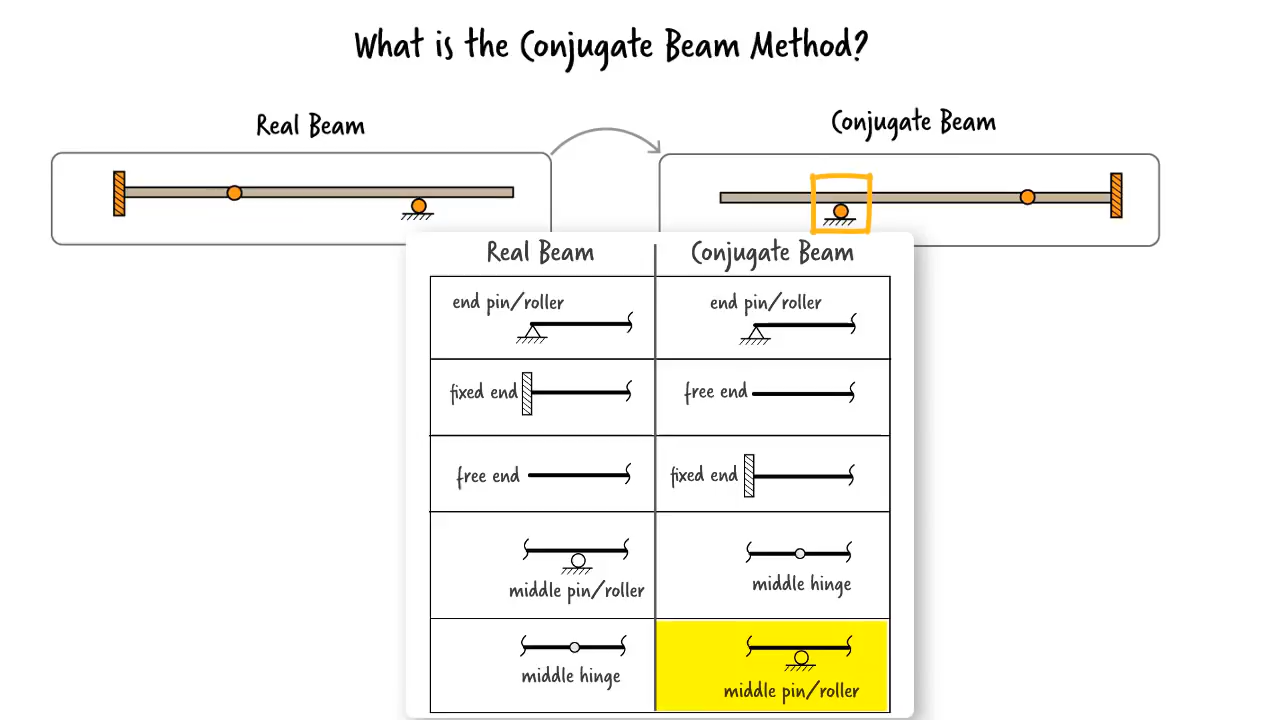 What is the Conjugate Beam Method?
Real Beam
Conjugate Beam
Real Beam
Conjugate Beam
end pin/roller
end pin/roller
fixed end
free end
free end
fixed end
middle pin/roller
middle hinge
middle hinge
middle pin/roller